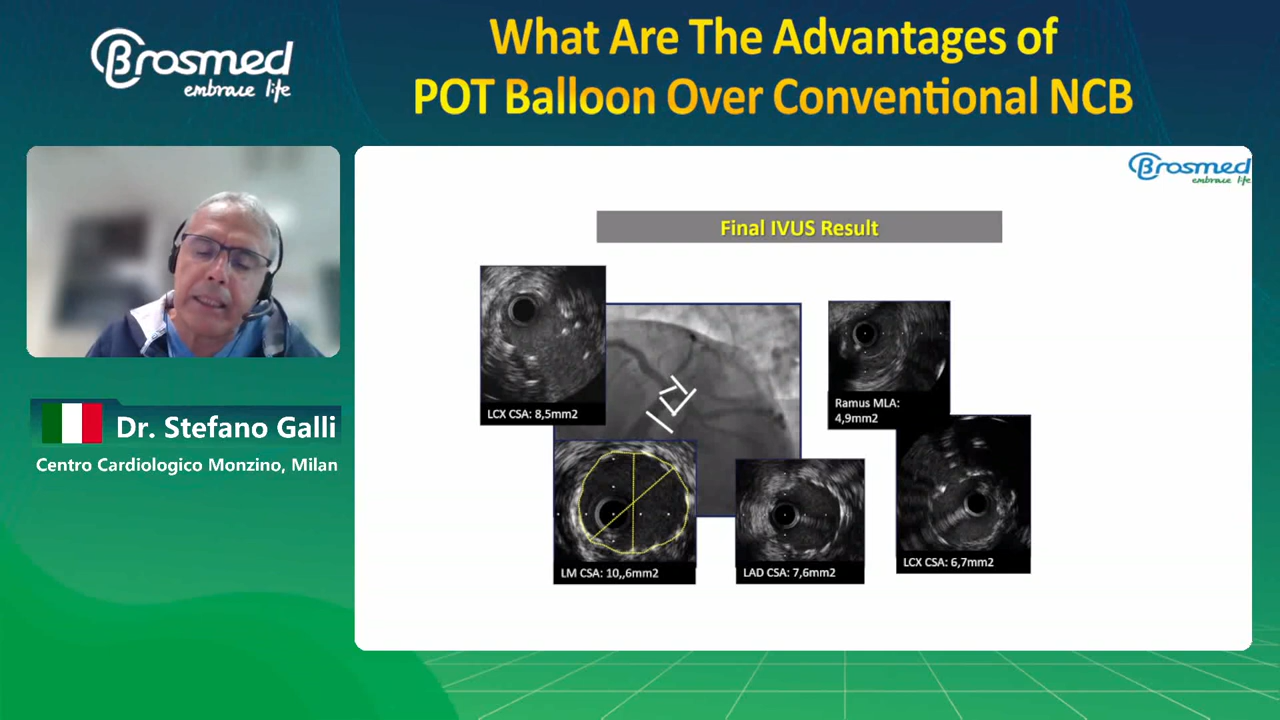 Brosmed
embrace life
What Are The Advantages of
POT Balloon Over Conventional NCB
Dr. Stefano Galli
Centro Cardiologico Monzino, Milan
Brosmed
embrace life
Final IVUS Result
LCX CSA: 8,5mm2
Ramus MLA:
4,9mm2
LM CSA: 10,,6mm2
LAD CSA: 7,6mm2
LCX CSA: 6,7mm2